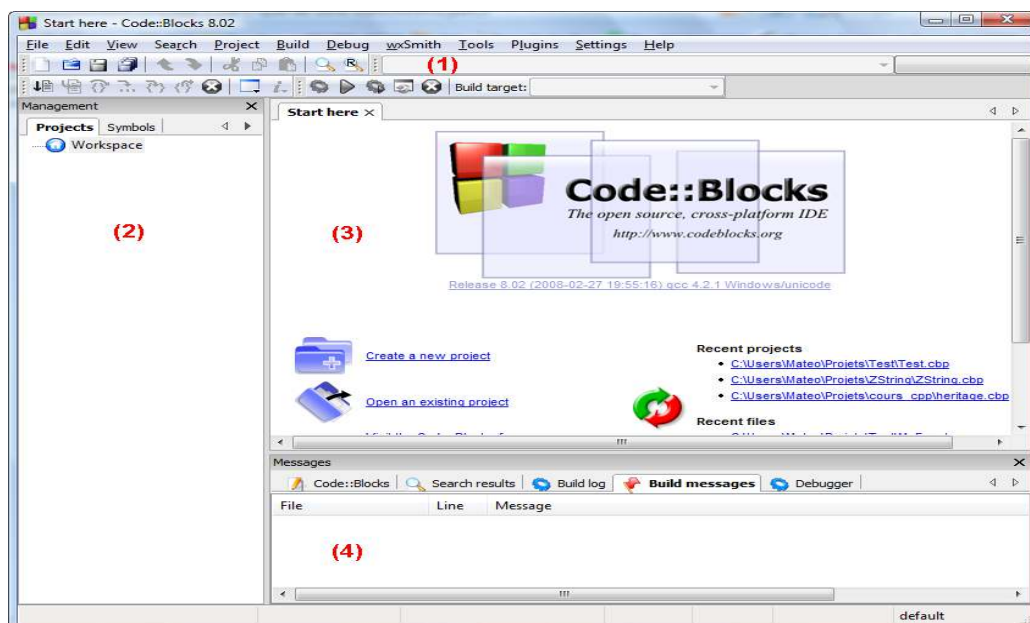 Start here - Code::Blocks 8.02
File Edit View Search Project Build Debug wxSmith Tools Plugins Settings Help
(1)
Build target:
Management
Projects Symbols
Workspace
(2)
Start here
Code::Blocks
The open source, cross-platform IDE
http://www.codeblocks.org
(3)
Release 8.02 (2008-02-27 19:55:16) gcc 4.2.1 Windows/unicode
Create a new project
Open an existing project
Recent projects
C:\Users\Mateo\Projets\Test\Test.cbp
C:\Users\Mateo\Projets\ZString\ZString.cbp
C:\Users\Mateo\Projets\cours_cpp\heritage.cbp
Recent files
Messages
Code::Blocks Search results Build log Build messages Debugger
File Line Message
(4)
default